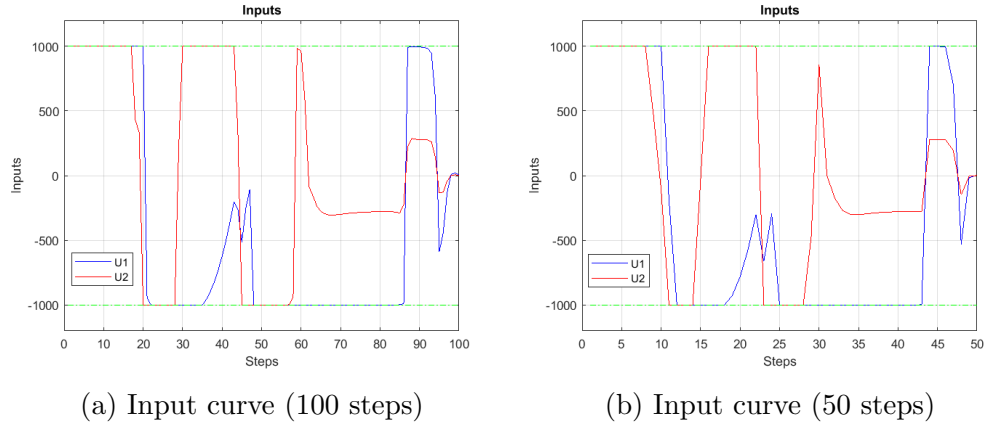 Inputs
1000
500
0
-500
-1000
Inputs
U1
U2
0 10 20 30 40 50 60 70 80 90 100
Steps
(a) Input curve (100 steps)
Inputs
1000
500
0
-500
-1000
Inputs
U1
U2
0 5 10 15 20 25 30 35 40 45 50
Steps
(b) Input curve (50 steps)